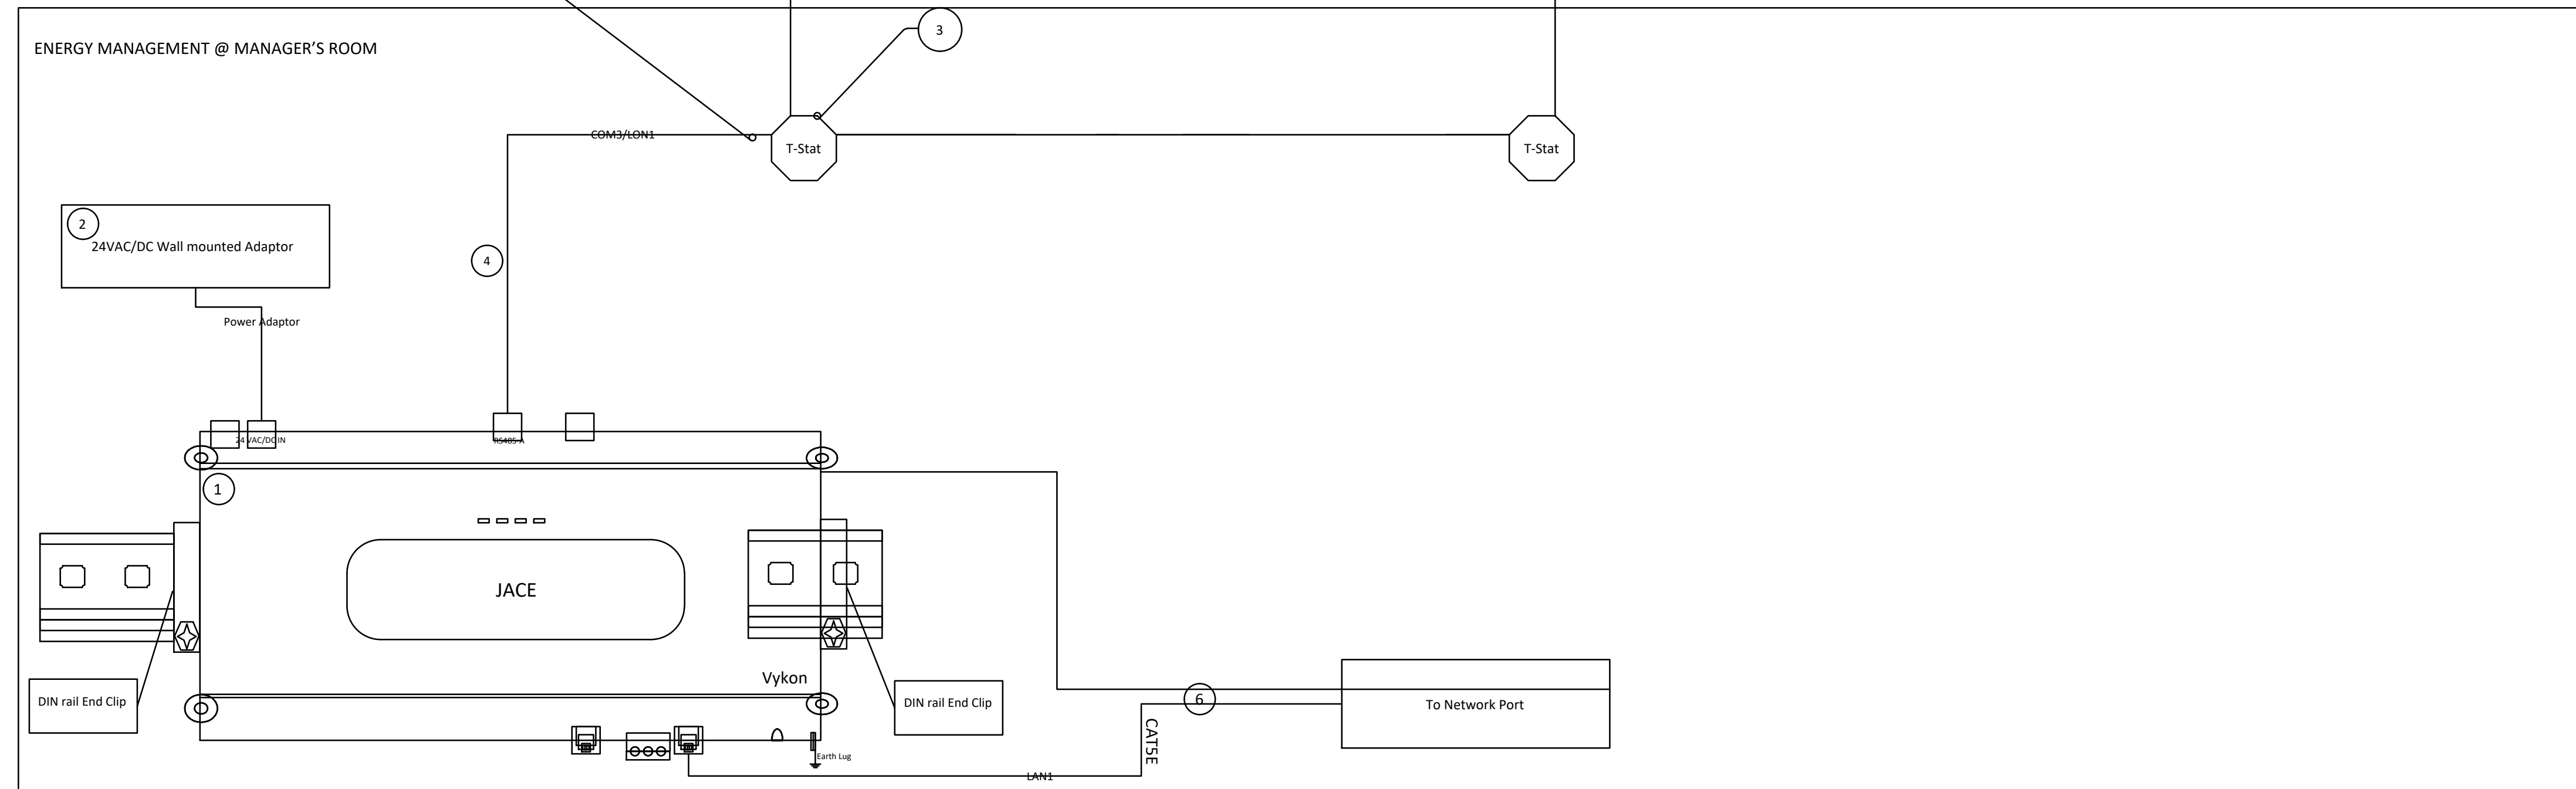 3
ENERGY MANAGEMENT @ MANAGER'S ROOM
COM3/LON1
T-Stat
T-Stat
2
24VAC/DC Wall mounted Adaptor
4
Power Adaptor
24 VAC/DC IN
RS485-A
1
JACE
Vykon
DIN rail End Clip
DIN rail End Clip
6
To Network Port
CAT5E
Earth Lug
LAN1